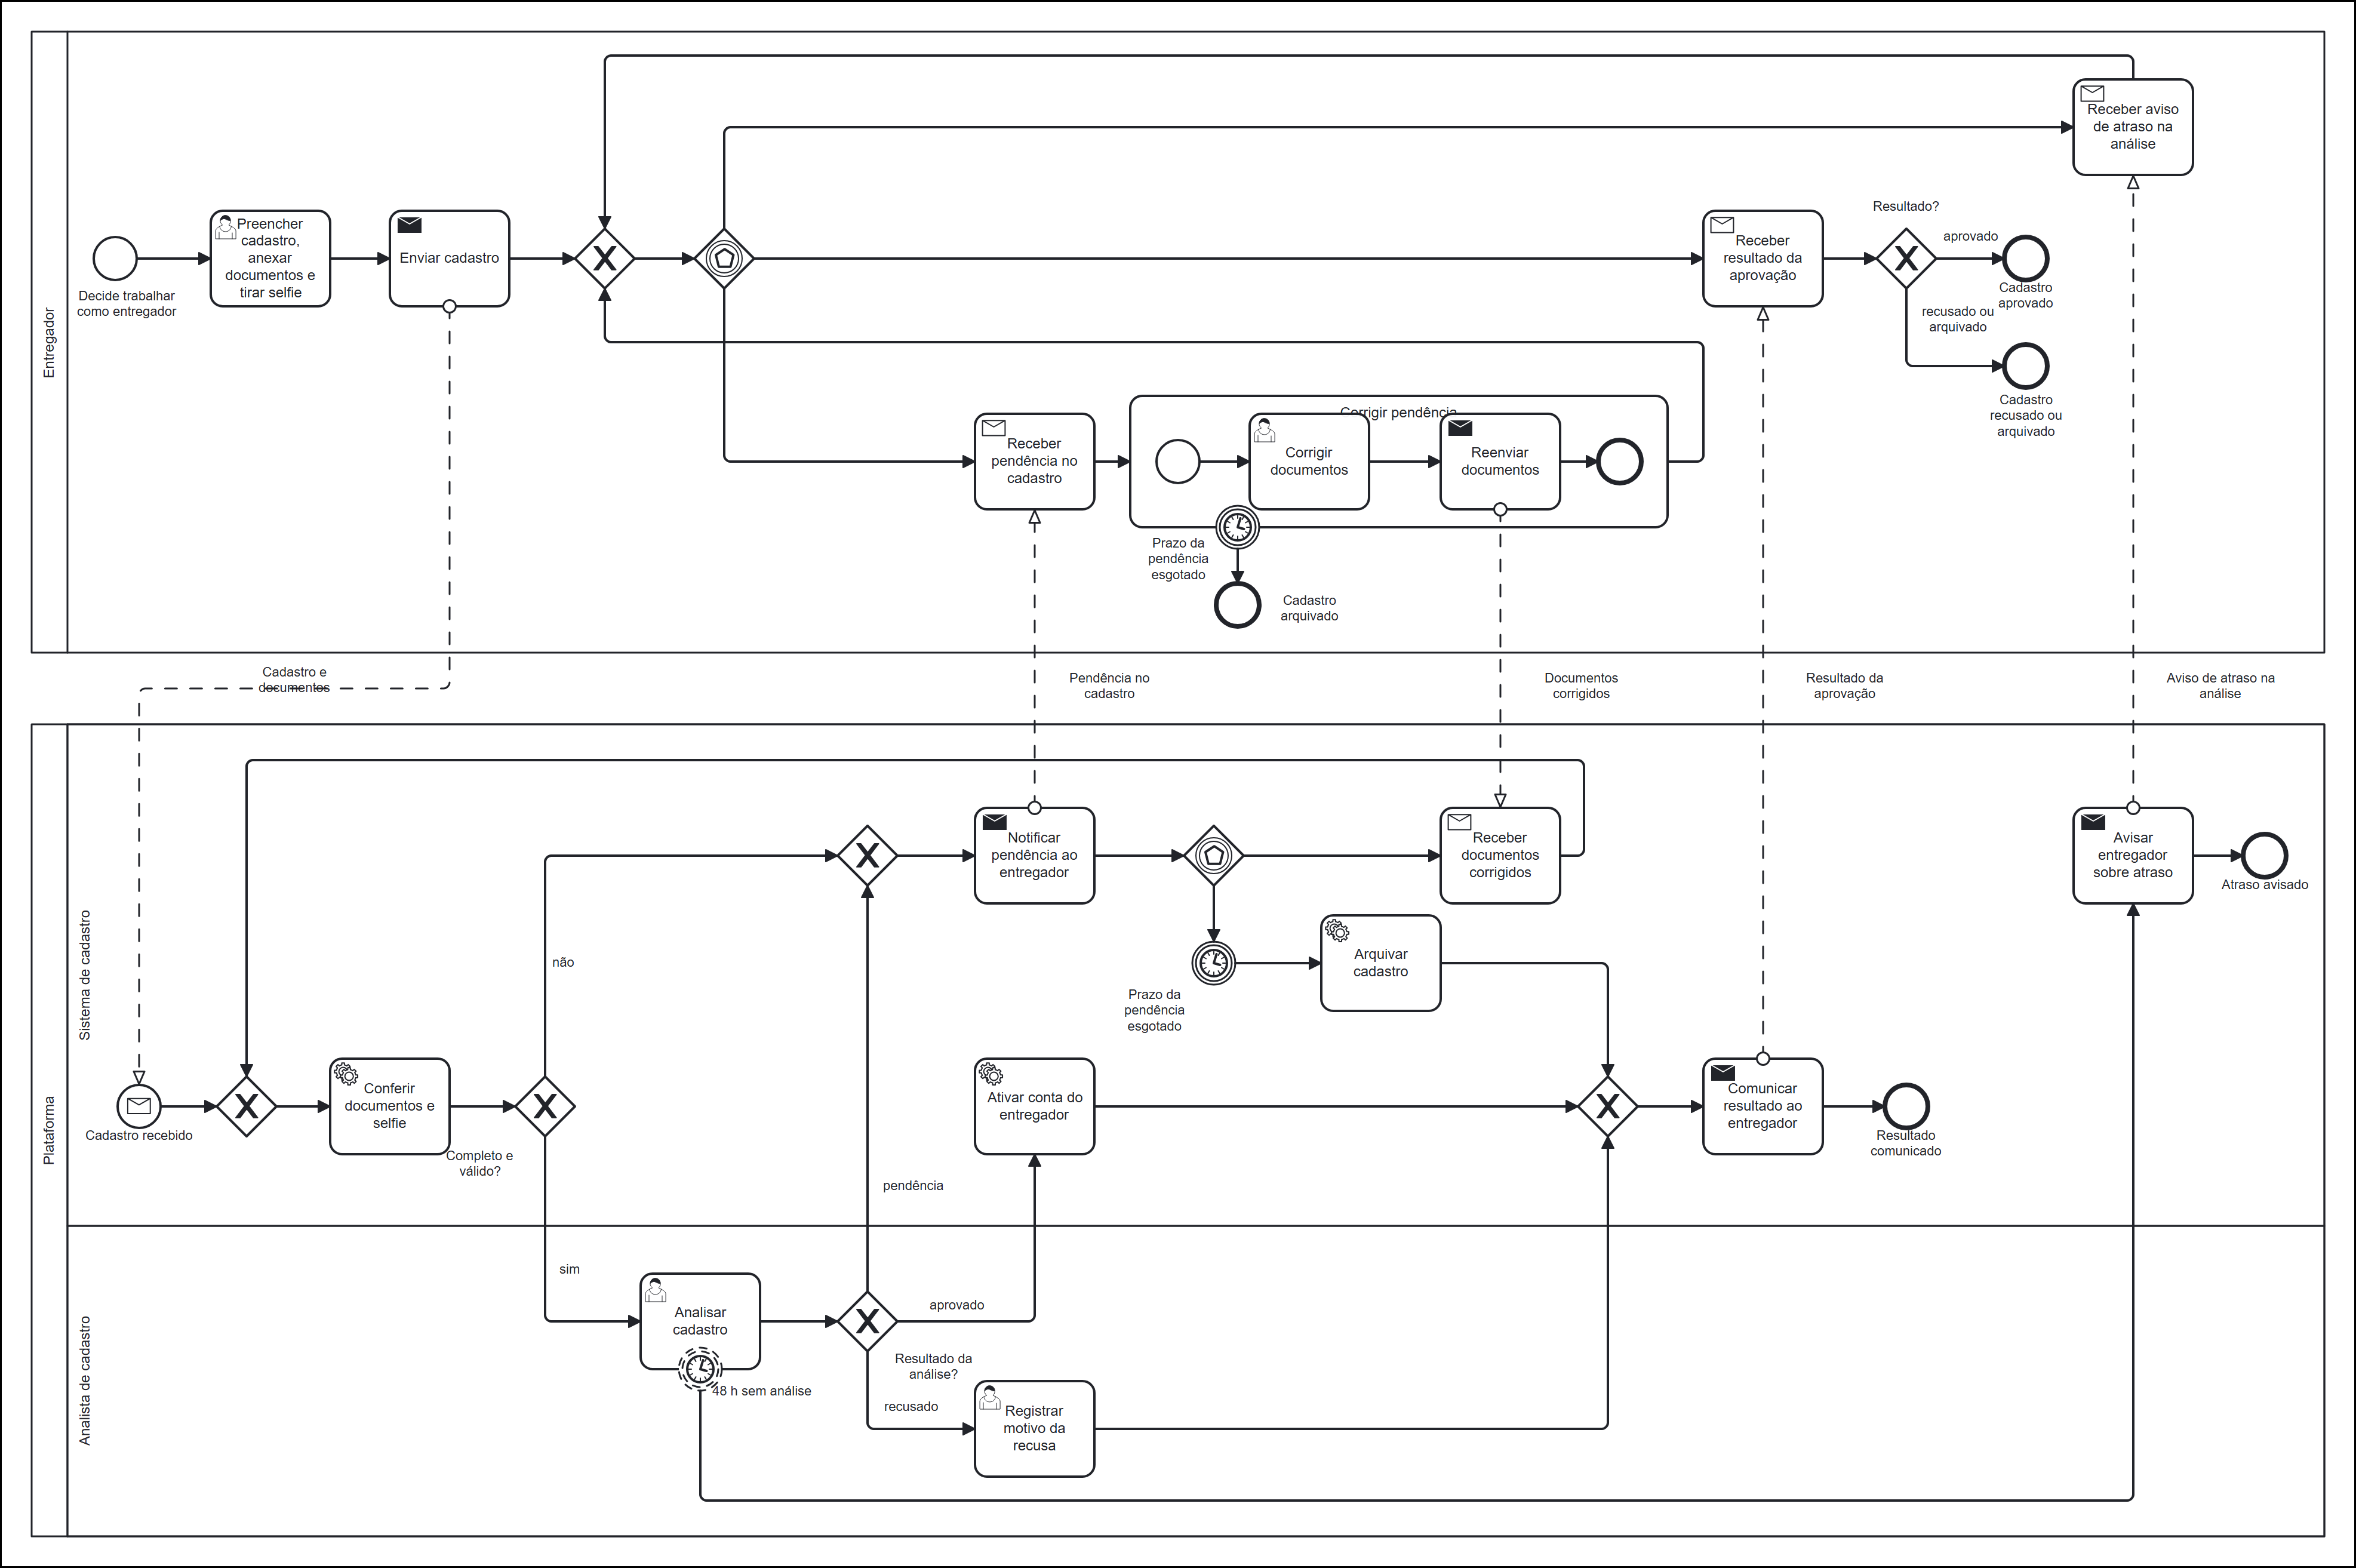 Entregador
Decide trabalhar
como entregador
Preencher
cadastro,
anexar
documentos e
tirar selfie
Enviar cadastro
Receber aviso
de atraso na
análise
Receber
resultado da
aprovação
Resultado?
aprovado
Cadastro
aprovado
recusado ou
arquivado
Cadastro
recusado ou
arquivado
Receber
pendência no
cadastro
Corrigir pendência
Corrigir
documentos
Reenviar
documentos
Prazo da
pendência
esgotado
Cadastro
arquivado
Cadastro e
documentos
Pendência no
cadastro
Documentos
corrigidos
Resultado da
aprovação
Aviso de atraso na
análise
Plataforma
Sistema de cadastro
Cadastro recebido
Conferir
documentos e
selfie
Completo e
válido?
não
sim
Notificar
pendência ao
entregador
Receber
documentos
corrigidos
Prazo da
pendência
esgotado
Arquivar
cadastro
Ativar conta do
entregador
Comunicar
resultado ao
entregador
Resultado
comunicado
Avisar
entregador
sobre atraso
Atraso avisado
pendência
Analista de cadastro
Analisar
cadastro
48 h sem análise
aprovado
Resultado da
análise?
recusado
Registrar
motivo da
recusa